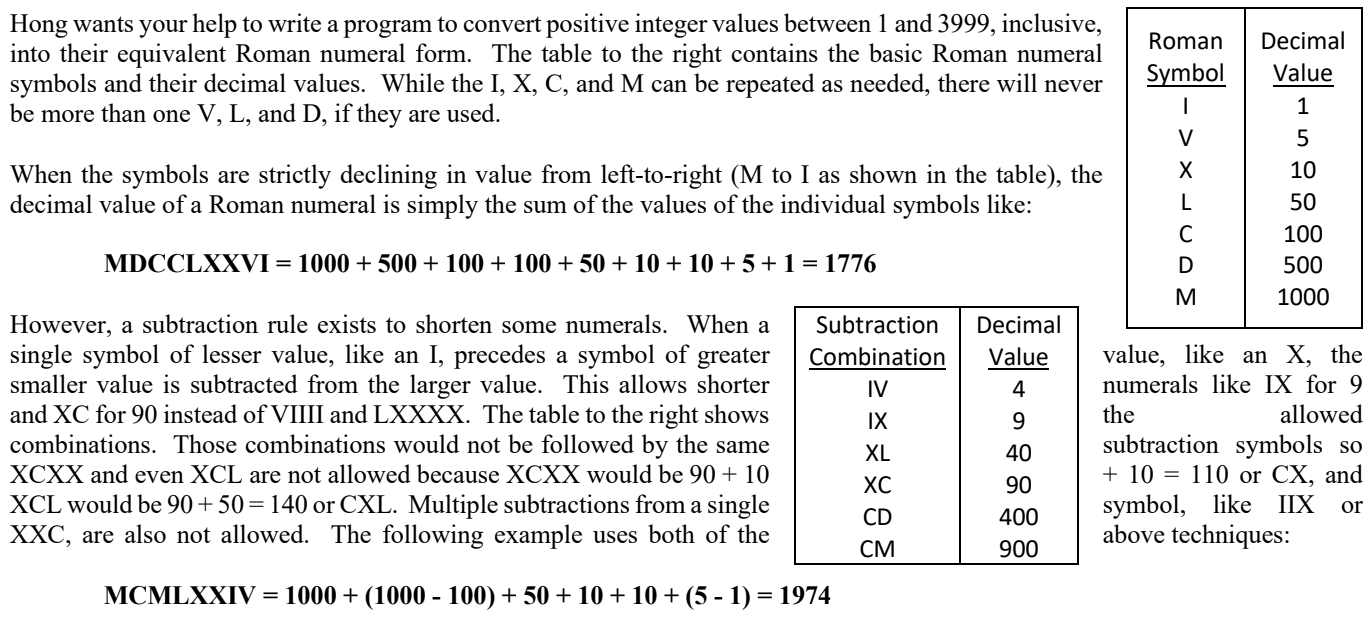 Hong wants your help to write a program to convert positive integer values between 1 and 3999, inclusive,
into their equivalent Roman numeral form. The table to the right contains the basic Roman numeral
symbols and their decimal values. While the I, X, C, and M can be repeated as needed, there will never
be more than one V, L, and D, if they are used.
Roman Decimal
Symbol Value
I 1
V 5
X 10
L 50
C 100
D 500
M 1000
When the symbols are strictly declining in value from left-to-right (M to I as shown in the table), the
decimal value of a Roman numeral is simply the sum of the values of the individual symbols like:
MDCCLXXVI = 1000 + 500 + 100 + 100 + 50 + 10 + 10 + 5 + 1 = 1776
However, a subtraction rule exists to shorten some numerals. When a
single symbol of lesser value, like an I, precedes a symbol of greater value, like an X, the
smaller value is subtracted from the larger value. This allows shorter numerals like IX for 9
and XC for 90 instead of VIIII and LXXXX. The table to the right shows the allowed
combinations. Those combinations would not be followed by the same subtraction symbols so
XCXX and even XCL are not allowed because XCXX would be 90 + 10 + 10 = 110 or CX, and
XCL would be 90 + 50 = 140 or CXL. Multiple subtractions from a single symbol, like IIX or
XXC, are also not allowed. The following example uses both of the above techniques:
Subtraction Decimal
Combination Value
IV 4
IX 9
XL 40
XC 90
CD 400
CM 900
MCMLXXIV = 1000 + (1000 - 100) + 50 + 10 + 10 + (5 - 1) = 1974